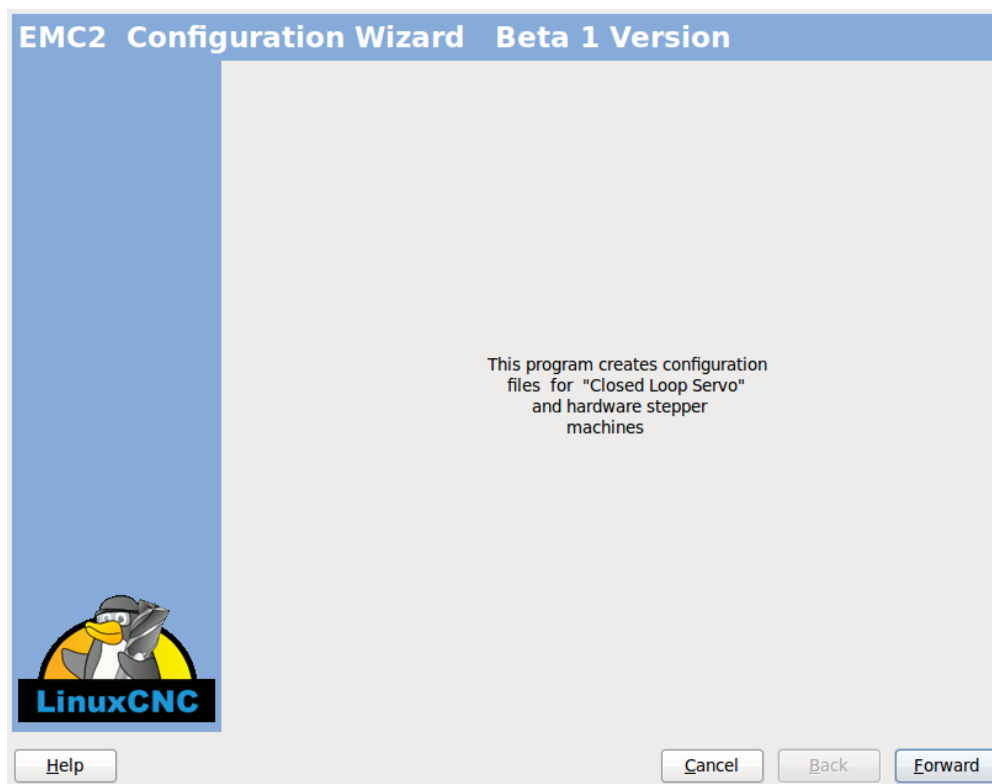 EMC2 Configuration Wizard Beta 1 Version
This program creates configuration
files for "Closed Loop Servo"
and hardware stepper
machines
LinuxCNC
Help
Cancel
Back
Forward